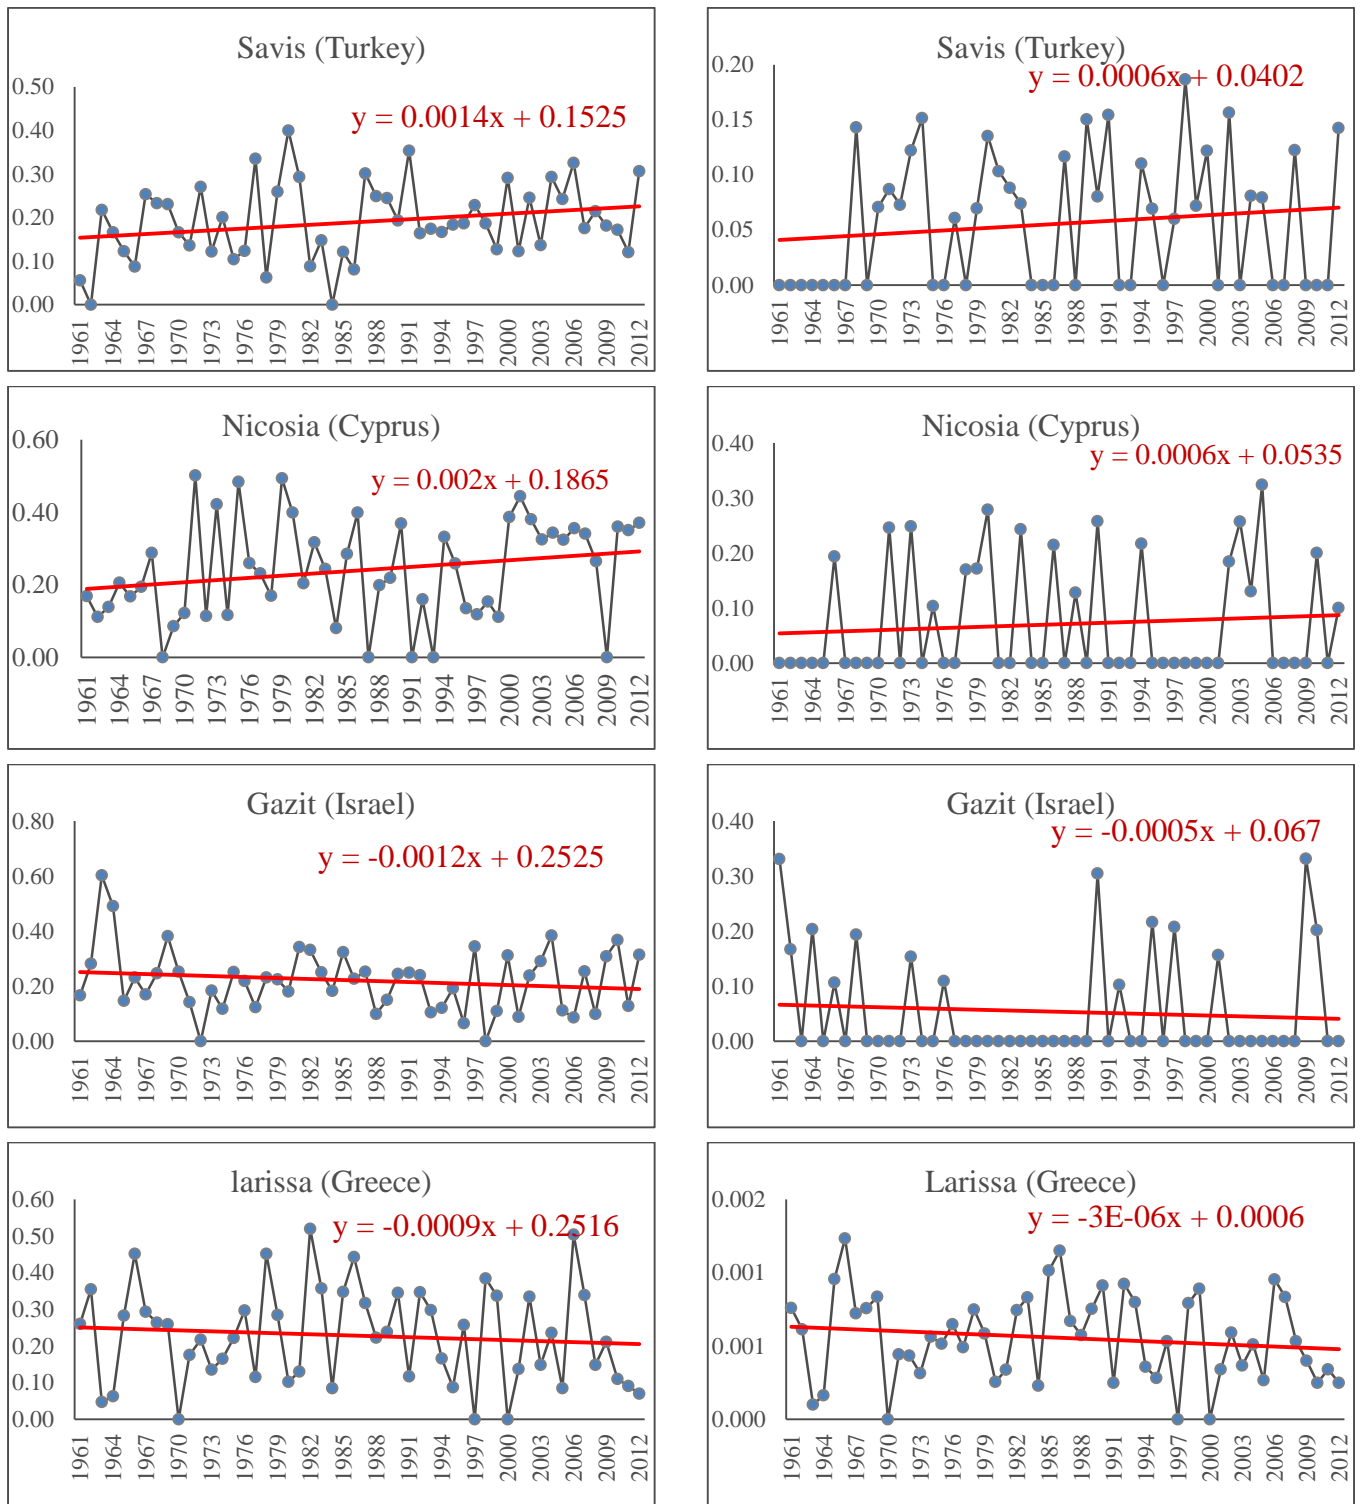 Savis (Turkey)
y = 0.0014x + 0.1525
0.50
0.40
0.30
0.20
0.10
0.00
1961 1964 1967 1970 1973 1976 1979 1982 1985 1988 1991 1994 1997 2000 2003 2006 2009 2012
Savis (Turkey)
y = 0.0006x + 0.0402
0.20
0.15
0.10
0.05
0.00
1961 1964 1967 1970 1973 1976 1979 1982 1985 1988 1991 1994 1997 2000 2003 2006 2009 2012
Nicosia (Cyprus)
y = 0.002x + 0.1865
0.60
0.40
0.20
0.00
1961 1964 1967 1970 1973 1976 1979 1982 1985 1988 1991 1994 1997 2000 2003 2006 2009 2012
Nicosia (Cyprus)
y = 0.0006x + 0.0535
0.40
0.30
0.20
0.10
0.00
1961 1964 1967 1970 1973 1976 1979 1982 1985 1988 1991 1994 1997 2000 2003 2006 2009 2012
Gazit (Israel)
y = -0.0012x + 0.2525
0.80
0.60
0.40
0.20
0.00
1961 1964 1967 1970 1973 1976 1979 1982 1985 1988 1991 1994 1997 2000 2003 2006 2009 2012
Gazit (Israel)
y = -0.0005x + 0.067
0.40
0.30
0.20
0.10
0.00
1961 1964 1967 1970 1973 1976 1979 1982 1985 1988 1991 1994 1997 2000 2003 2006 2009 2012
larissa (Greece)
y = -0.0009x + 0.2516
0.60
0.50
0.40
0.30
0.20
0.10
0.00
1961 1964 1967 1970 1973 1976 1979 1982 1985 1988 1991 1994 1997 2000 2003 2006 2009 2012
Larissa (Greece)
y = -3E-06x + 0.0006
0.002
0.001
0.001
0.000
1961 1964 1967 1970 1973 1976 1979 1982 1985 1988 1991 1994 1997 2000 2003 2006 2009 2012